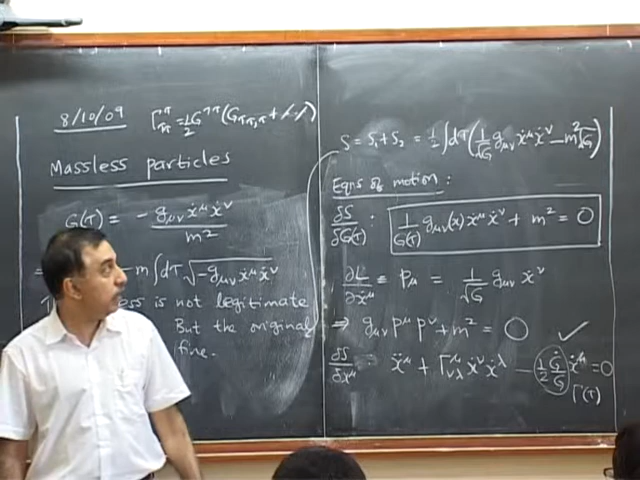 8/10/09 Γ^τ_ττ = 1/2 G^ττ (G_ττ,τ +
Massless particles
G(τ) = - g_μν ẋ^μ ẋ^ν / m²
-m ∫dτ √(-g_μν ẋ^μ ẋ^ν)
is not legitimate
But the original
fine.
S = S₁ + S₂ = 1/2 ∫dτ (1/√G g_μν ẋ^μ ẋ^ν - m² √G)
Eqns of motion :
δS/δG(τ) : 1/G(τ) g_μν(x) ẋ^μ ẋ^ν + m² = 0
∂L/∂ẋ^μ = P_μ = 1/√G g_μν ẋ^ν
⇒ g_μν p^μ p^ν + m² = 0 ✓
δS/δx^μ : ẍ^μ + Γ^μ_νλ ẋ^ν ẋ^λ - 1/2 Ġ/G ẋ^μ = 0
Γ(τ)